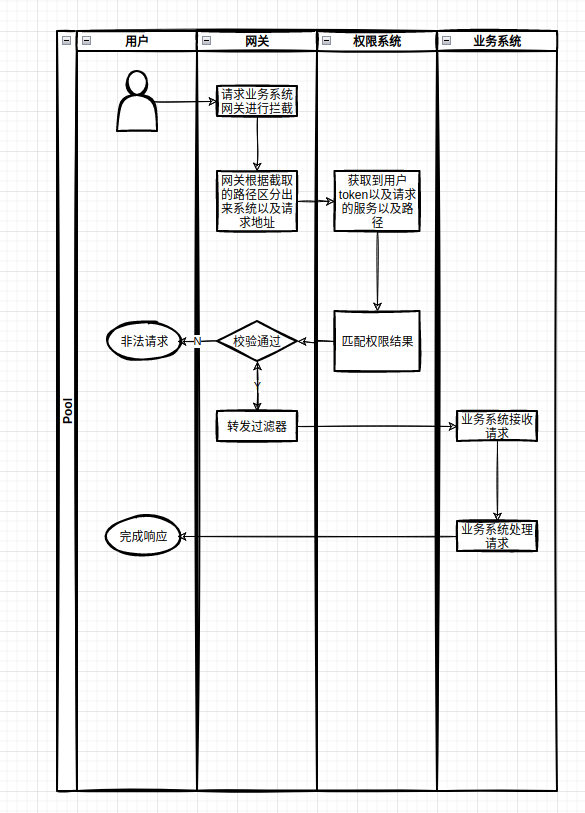 Pool
用户
网关
权限系统
业务系统
请求业务系统
网关进行拦截
网关根据截取
的路径区分出
来系统以及请
求地址
获取到用户
token以及请求
的服务以及路
径
非法请求
N
校验通过
匹配权限结果
Y
转发过滤器
业务系统接收
请求
完成响应
业务系统处理
请求